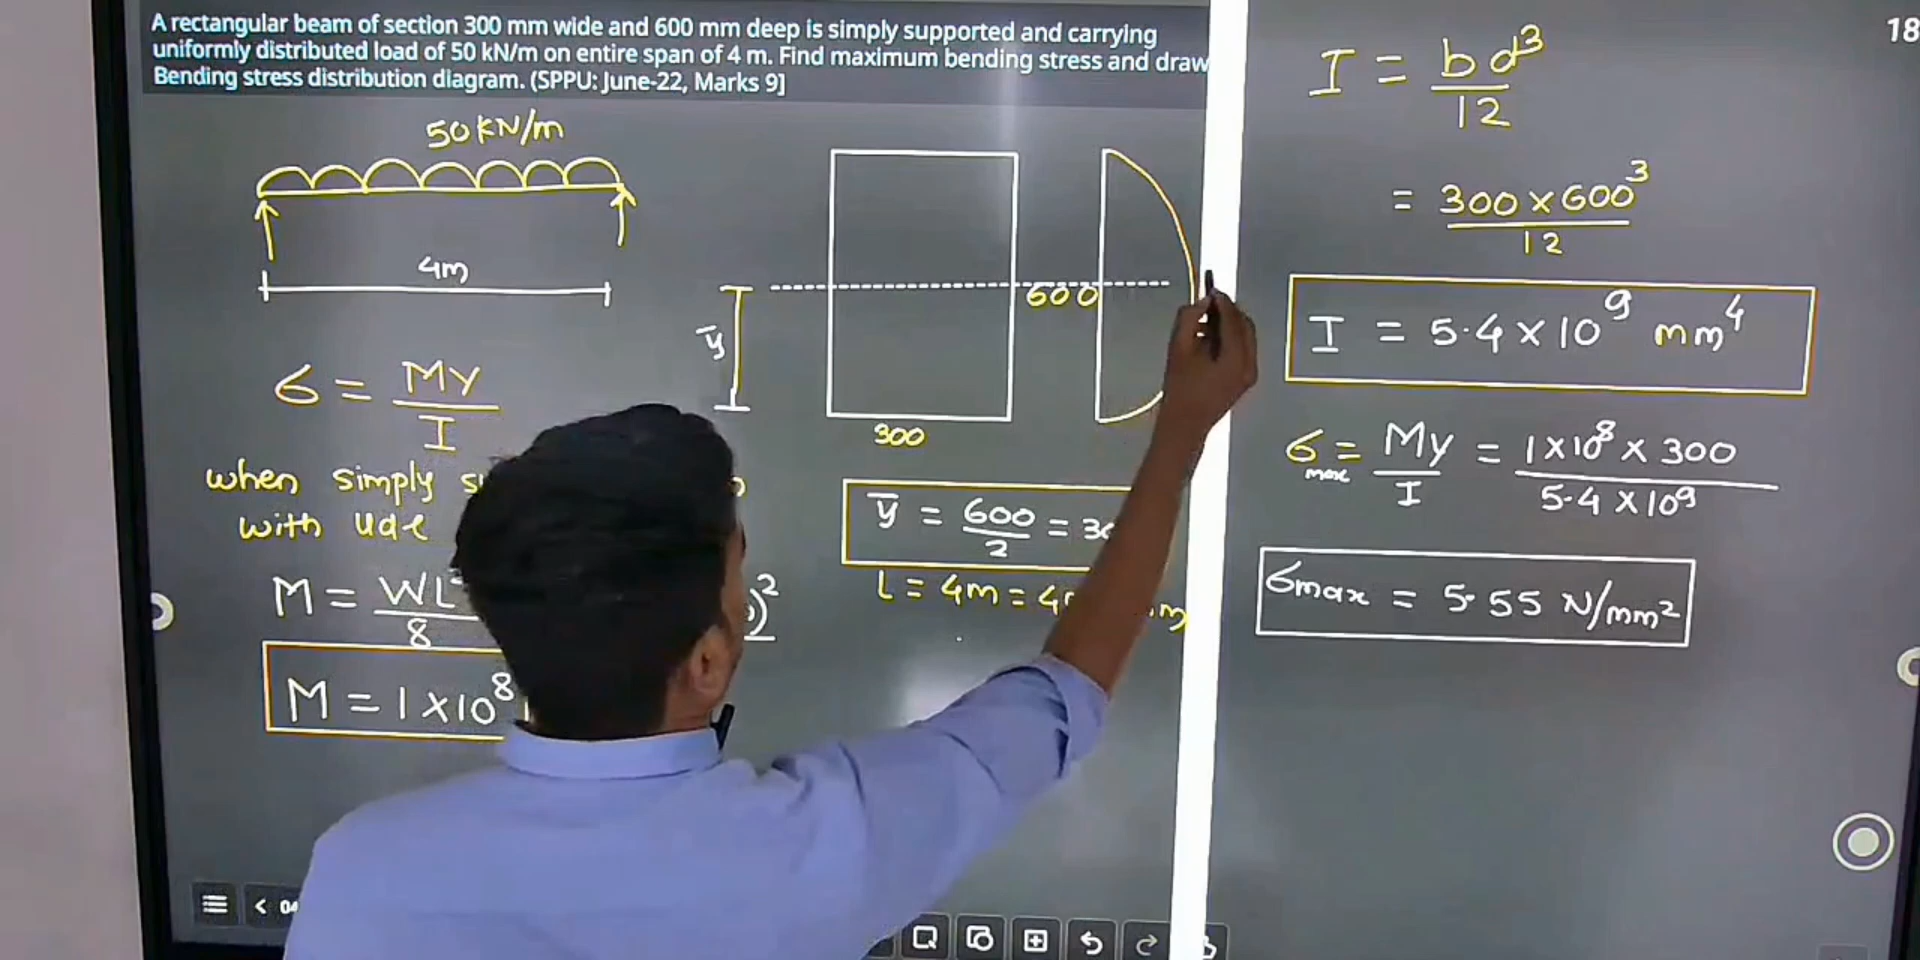 A rectangular beam of section 300 mm wide and 600 mm deep is simply supported and carrying
uniformly distributed load of 50 kN/m on entire span of 4 m. Find maximum bending stress and draw
Bending stress distribution diagram. (SPPU: June-22, Marks 9]
50 kN/m
4m
600
ȳ
300
σ = My/I
when simply
with udl
M = WL²/8
)²
M = 1×10⁸
ȳ = 600/2 =
L = 4m =
18
I = bd³/12
= 300×600³/12
I = 5.4×10⁹ mm⁴
σmax = My/I = 1×10⁸×300/5.4×10⁹
σmax = 5.55 N/mm²